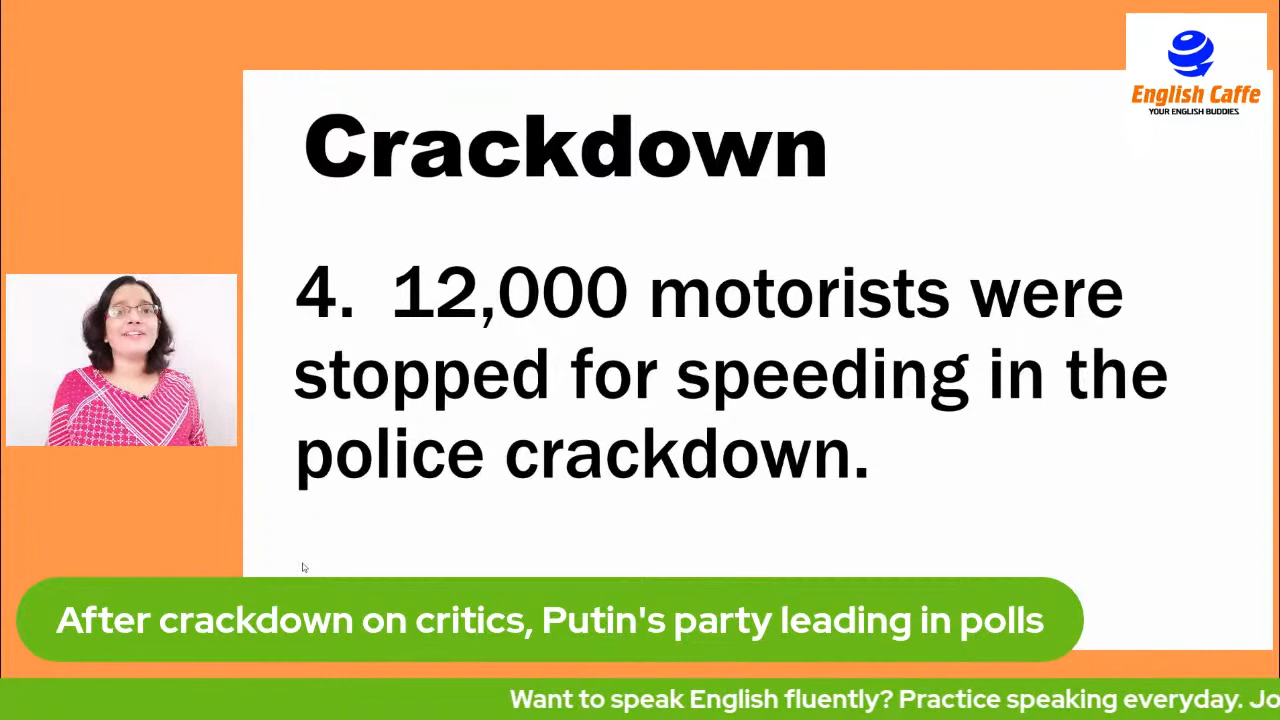 English Caffe
YOUR ENGLISH BUDDIES
Crackdown
4. 12,000 motorists were
stopped for speeding in the
police crackdown.
After crackdown on critics, Putin's party leading in polls
Want to speak English fluently? Practice speaking everyday. Jo